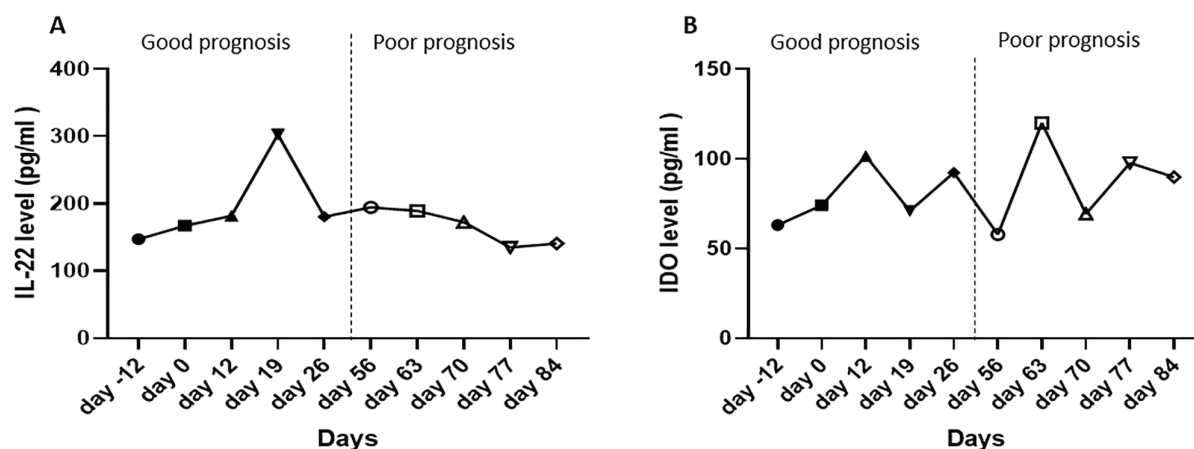 A
Good prognosis
Poor prognosis
400
300
200
100
0
IL-22 level (pg/ml )
day -12
day 0
day 12
day 19
day 26
day 56
day 63
day 70
day 77
day 84
Days
B
Good prognosis
Poor prognosis
150
100
50
0
IDO level (pg/ml )
day -12
day 0
day 12
day 19
day 26
day 56
day 63
day 70
day 77
day 84
Days